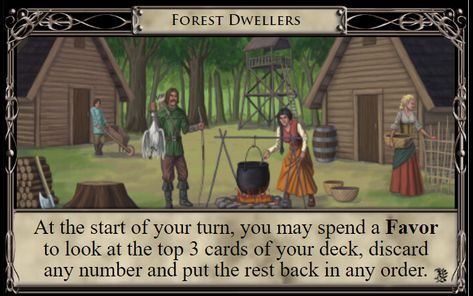 Forest Dwellers
At the start of your turn, you may spend a Favor
to look at the top 3 cards of your deck, discard
any number and put the rest back in any order.